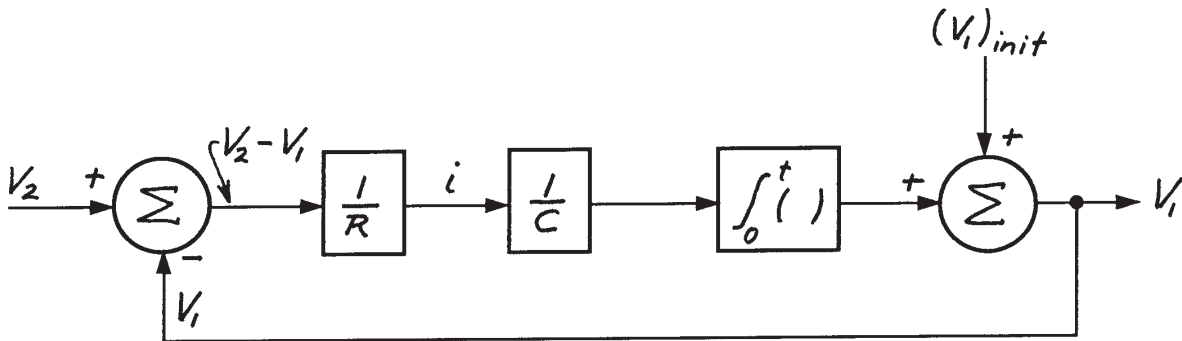 (V₁)init
V₂ − V₁
V₂ + Σ
1/R
i
1/C
∫₀ᵗ ( )
+ Σ
+
V₁
−
V₁